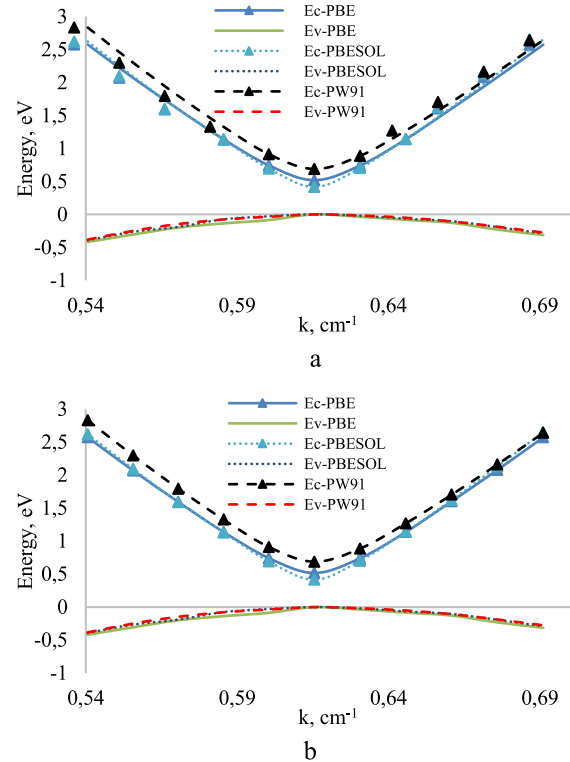 Ec-PBE
Ev-PBE
Ec-PBESOL
Ev-PBESOL
Ec-PW91
Ev-PW91
3
2,5
2
1,5
1
0,5
0
-0,5
-1
Energy, eV
0,54
0,59
0,64
0,69
k, cm-1
a
Ec-PBE
Ev-PBE
Ec-PBESOL
Ev-PBESOL
Ec-PW91
Ev-PW91
3
2,5
2
1,5
1
0,5
0
-0,5
-1
Energy, eV
0,54
0,59
0,64
0,69
k, cm-1
b